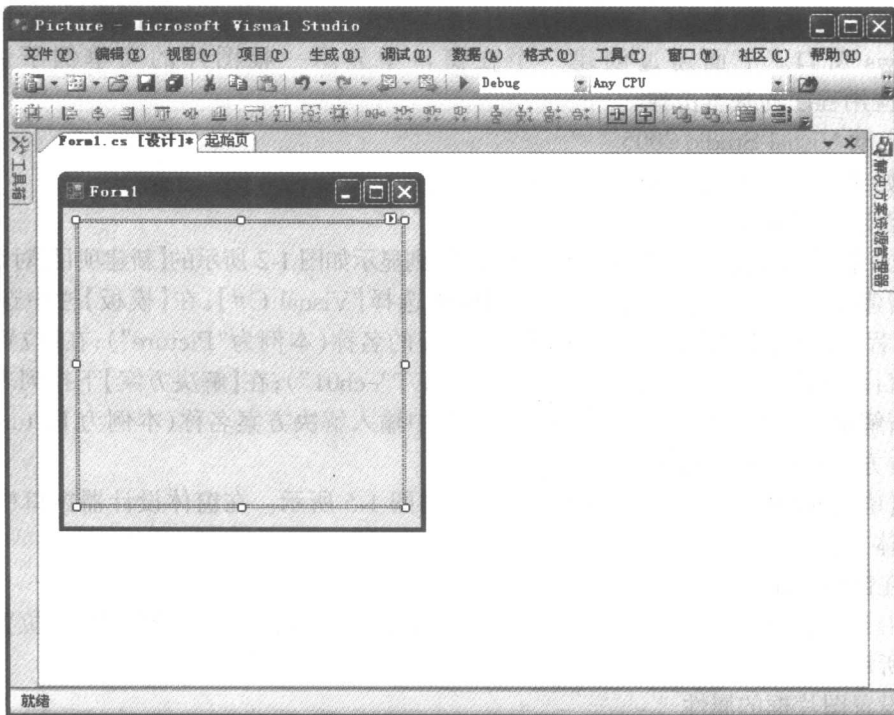 Picture - Microsoft Visual Studio
文件(F) 编辑(E) 视图(V) 项目(P) 生成(B) 调试(D) 数据(A) 格式(O) 工具(T) 窗口(W) 社区(C) 帮助(H)
Debug Any CPU
Form1.cs [设计]* 起始页
工具箱
Form1
解决方案资源管理器
就绪